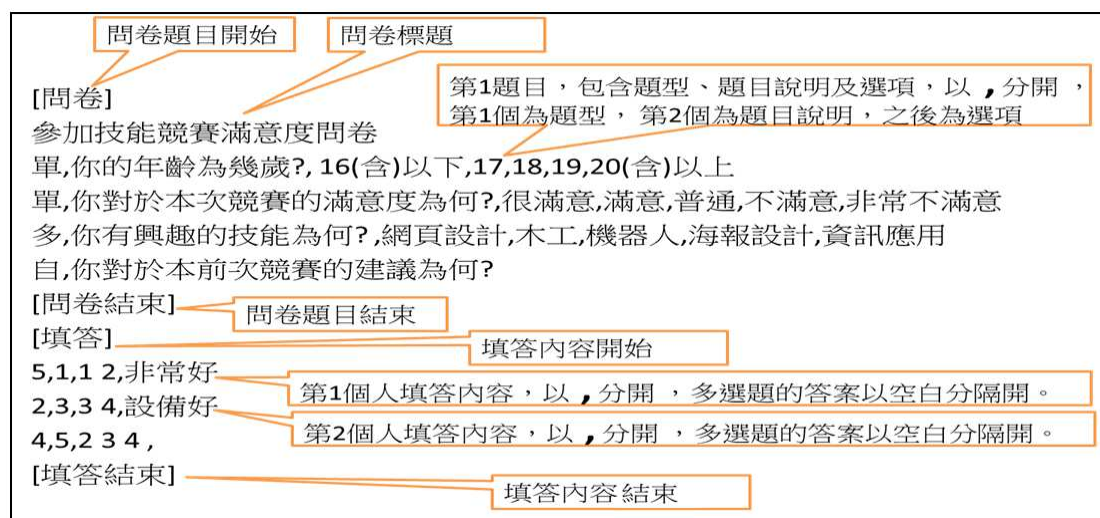 問卷題目開始
問卷標題
[問卷]
第1題目，包含題型、題目說明及選項，以 , 分開，
第1個為題型， 第2個為題目說明，之後為選項
參加技能競賽滿意度問卷
單,你的年齡為幾歲?, 16(含)以下,17,18,19,20(含)以上
單,你對於本次競賽的滿意度為何?,很滿意,滿意,普通,不滿意,非常不滿意
多,你有興趣的技能為何? ,網頁設計,木工,機器人,海報設計,資訊應用
自,你對於本前次競賽的建議為何?
[問卷結束]
問卷題目結束
[填答]
填答內容開始
5,1,1 2,非常好
第1個人填答內容，以 , 分開 ，多選題的答案以空白分隔開。
2,3,3 4,設備好
第2個人填答內容，以 , 分開 ，多選題的答案以空白分隔開。
4,5,2 3 4 ,
[填答結束]
填答內容 結束